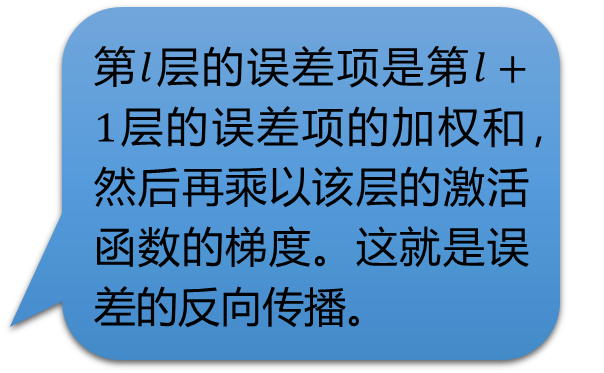 第l层的误差项是第l +
1层的误差项的加权和，
然后再乘以该层的激活
函数的梯度。这就是误
差的反向传播。